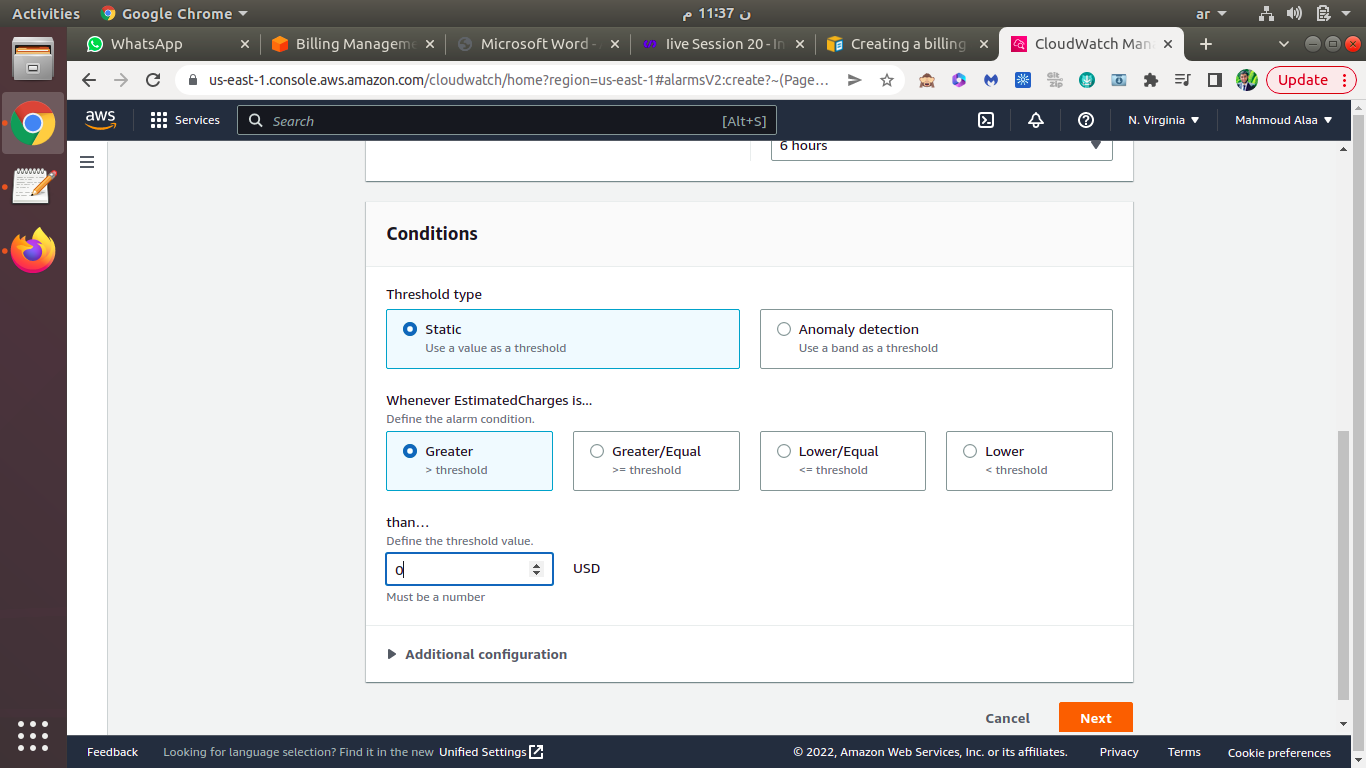 Activities
Google Chrome
ن 11:37 م
ar
WhatsApp
Billing Manageme
Microsoft Word -
live Session 20 - In
Creating a billing
CloudWatch Man
us-east-1.console.aws.amazon.com/cloudwatch/home?region=us-east-1#alarmsV2:create?~(Page...
Git Zip
Update
aws
Services
Search
[Alt+S]
N. Virginia
Mahmoud Alaa
6 hours
Conditions
Threshold type
Static
Use a value as a threshold
Anomaly detection
Use a band as a threshold
Whenever EstimatedCharges is...
Define the alarm condition.
Greater
> threshold
Greater/Equal
>= threshold
Lower/Equal
<= threshold
Lower
< threshold
than...
Define the threshold value.
0
USD
Must be a number
Additional configuration
Cancel
Next
Feedback
Looking for language selection? Find it in the new Unified Settings
© 2022, Amazon Web Services, Inc. or its affiliates.
Privacy
Terms
Cookie preferences